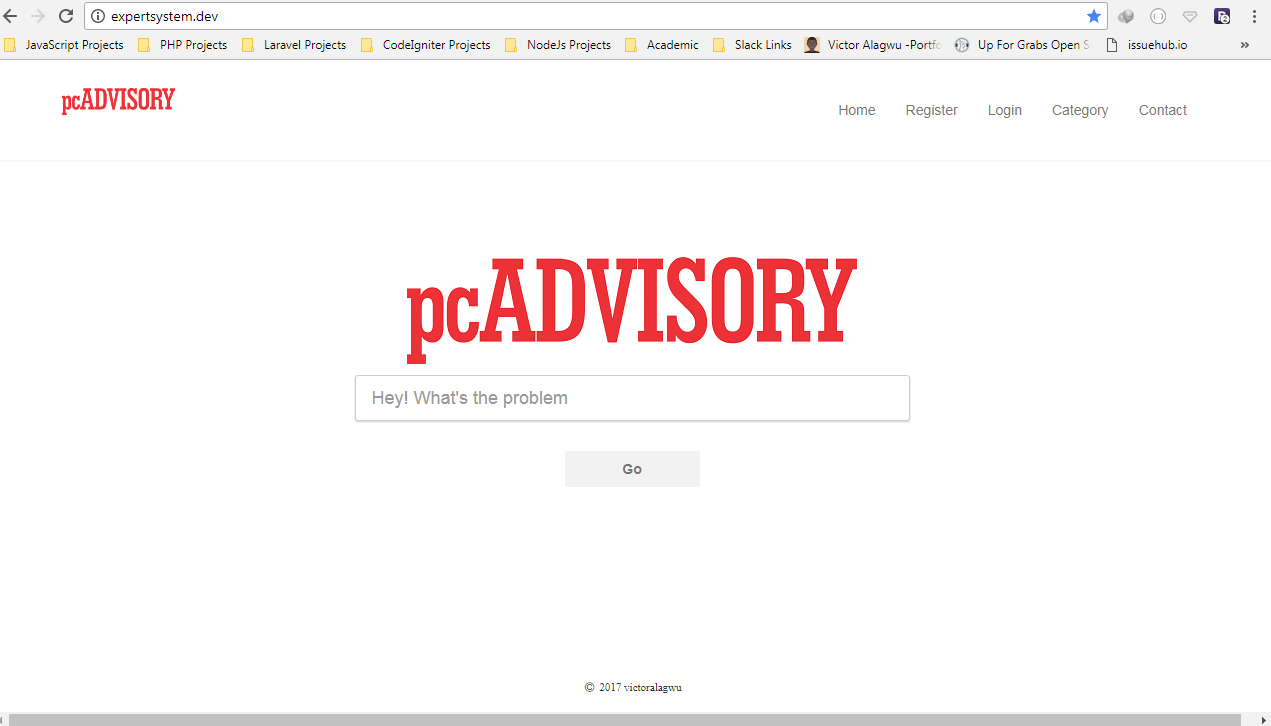 expertsystem.dev
JavaScript Projects PHP Projects Laravel Projects CodeIgniter Projects NodeJs Projects Academic Slack Links Victor Alagwu -Portfo Up For Grabs Open S issuehub.io »
pcADVISORY
Home Register Login Category Contact
pcADVISORY
Hey! What's the problem
Go
© 2017 victoralagwu